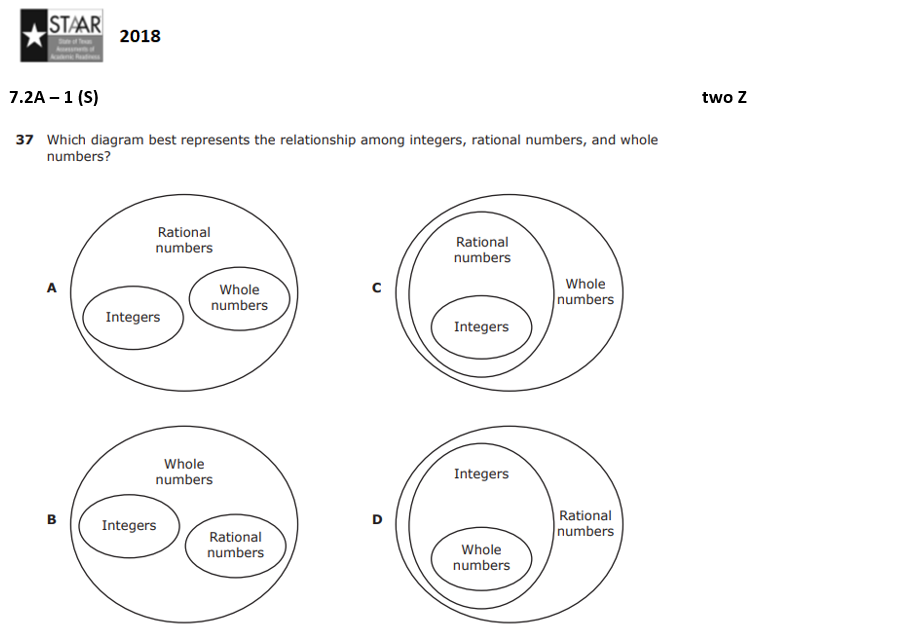 STAAR
State of Texas
Assessments of
Academic Readiness
2018
7.2A – 1 (S)
two Z
37 Which diagram best represents the relationship among integers, rational numbers, and whole
numbers?
A
Rational
numbers
Whole
numbers
Integers
C
Rational
numbers
Whole
numbers
Integers
B
Whole
numbers
Integers
Rational
numbers
D
Integers
Rational
numbers
Whole
numbers